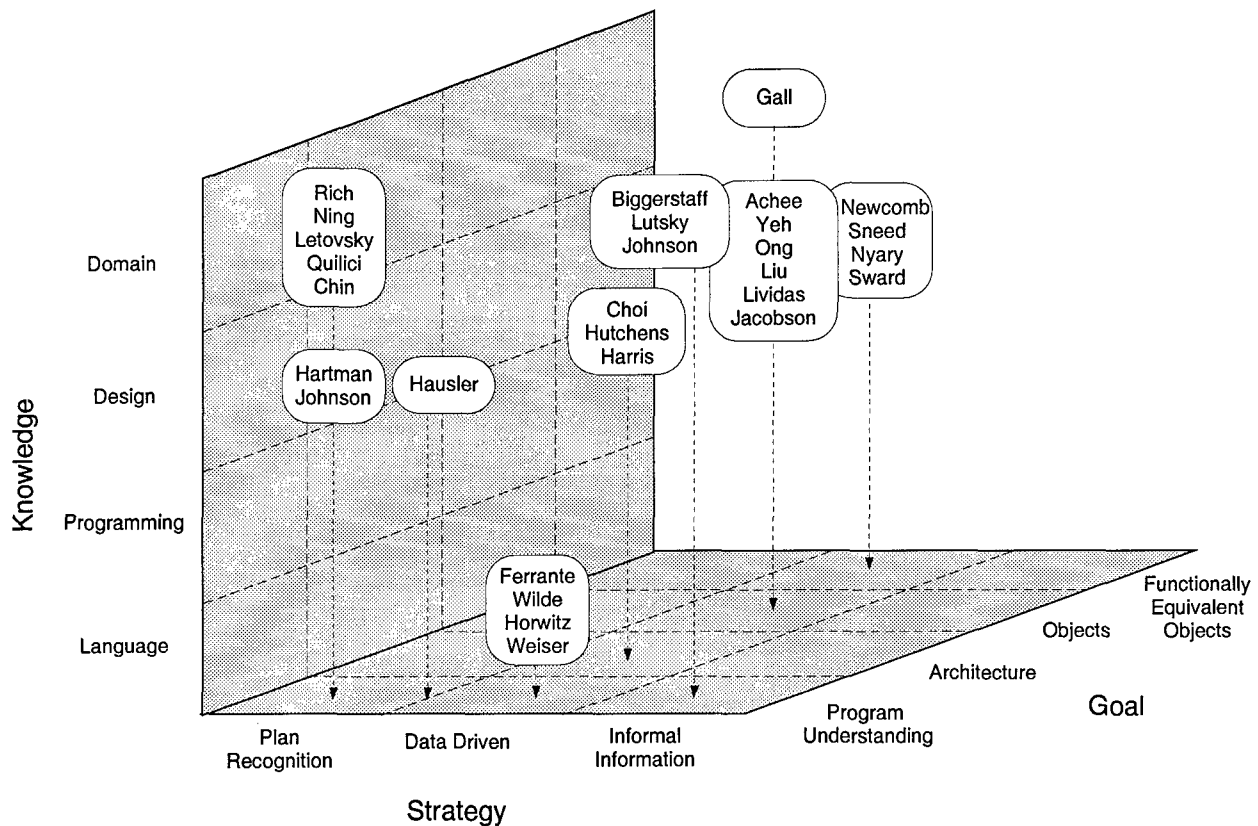 Gall
Rich
Ning
Letovsky
Quilici
Chin
Biggerstaff
Lutsky
Johnson
Achee
Yeh
Ong
Liu
Lividas
Jacobson
Newcomb
Sneed
Nyary
Sward
Choi
Hutchens
Harris
Hartman
Johnson
Hausler
Ferrante
Wilde
Horwitz
Weiser
Knowledge
Domain
Design
Programming
Language
Functionally
Equivalent
Objects
Objects
Architecture
Program
Understanding
Goal
Plan
Recognition
Data Driven
Informal
Information
Strategy